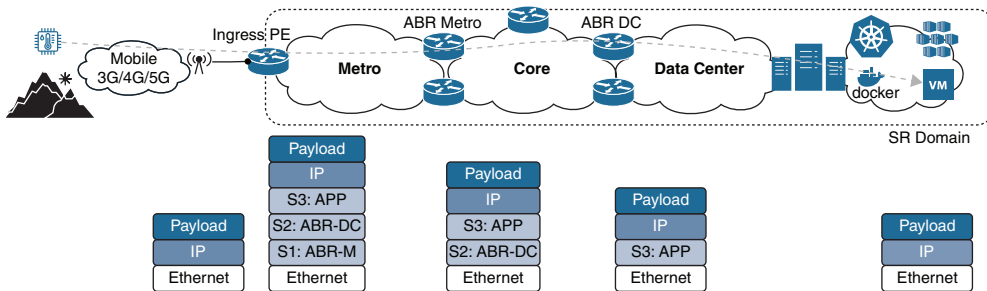 Ingress PE
ABR Metro
ABR DC
Mobile
3G/4G/5G
Metro
Core
Data Center
docker
VM
SR Domain
Payload
IP
Ethernet
Payload
IP
S3: APP
S2: ABR-DC
S1: ABR-M
Ethernet
Payload
IP
S3: APP
S2: ABR-DC
Ethernet
Payload
IP
S3: APP
Ethernet
Payload
IP
Ethernet